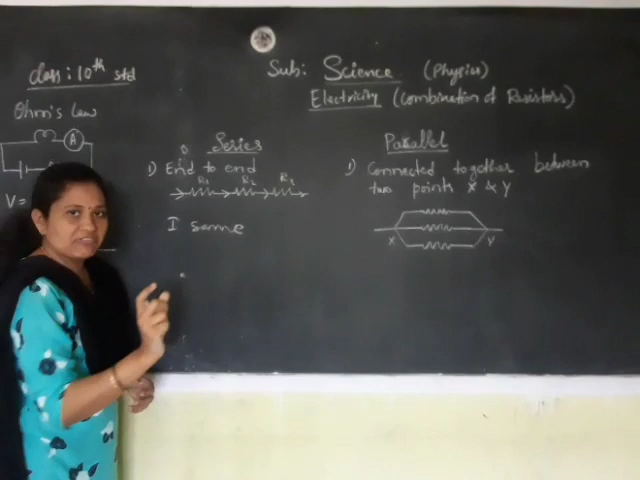 class: 10th std
Sub: Science (Physics)
Electricity (Combination of Resistors)
Ohm's Law
A
V =
Series
1) End to end
R1 R2 R3
I same
Parallel
1) Connected together between
two points X & Y
X Y